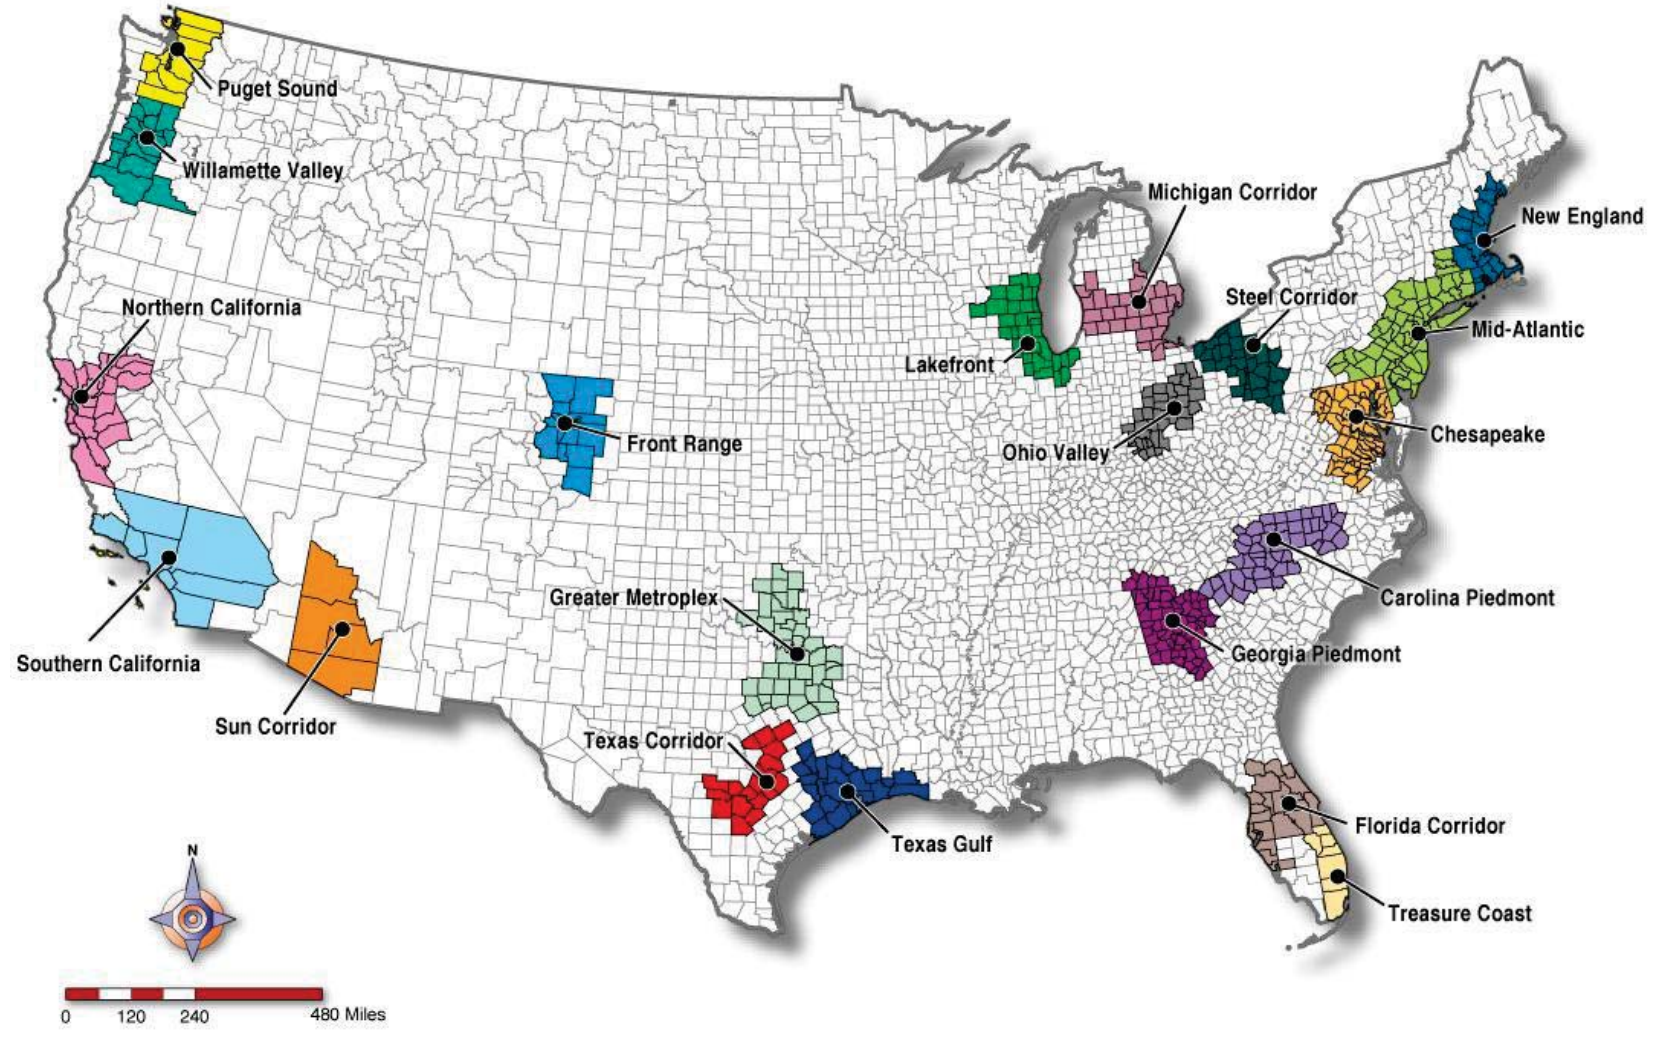 Puget Sound
Willamette Valley
Michigan Corridor
New England
Northern California
Steel Corridor
Mid-Atlantic
Lakefront
Front Range
Ohio Valley
Chesapeake
Greater Metroplex
Carolina Piedmont
Southern California
Georgia Piedmont
Sun Corridor
Texas Corridor
Florida Corridor
Texas Gulf
N
Treasure Coast
0 120 240 480 Miles